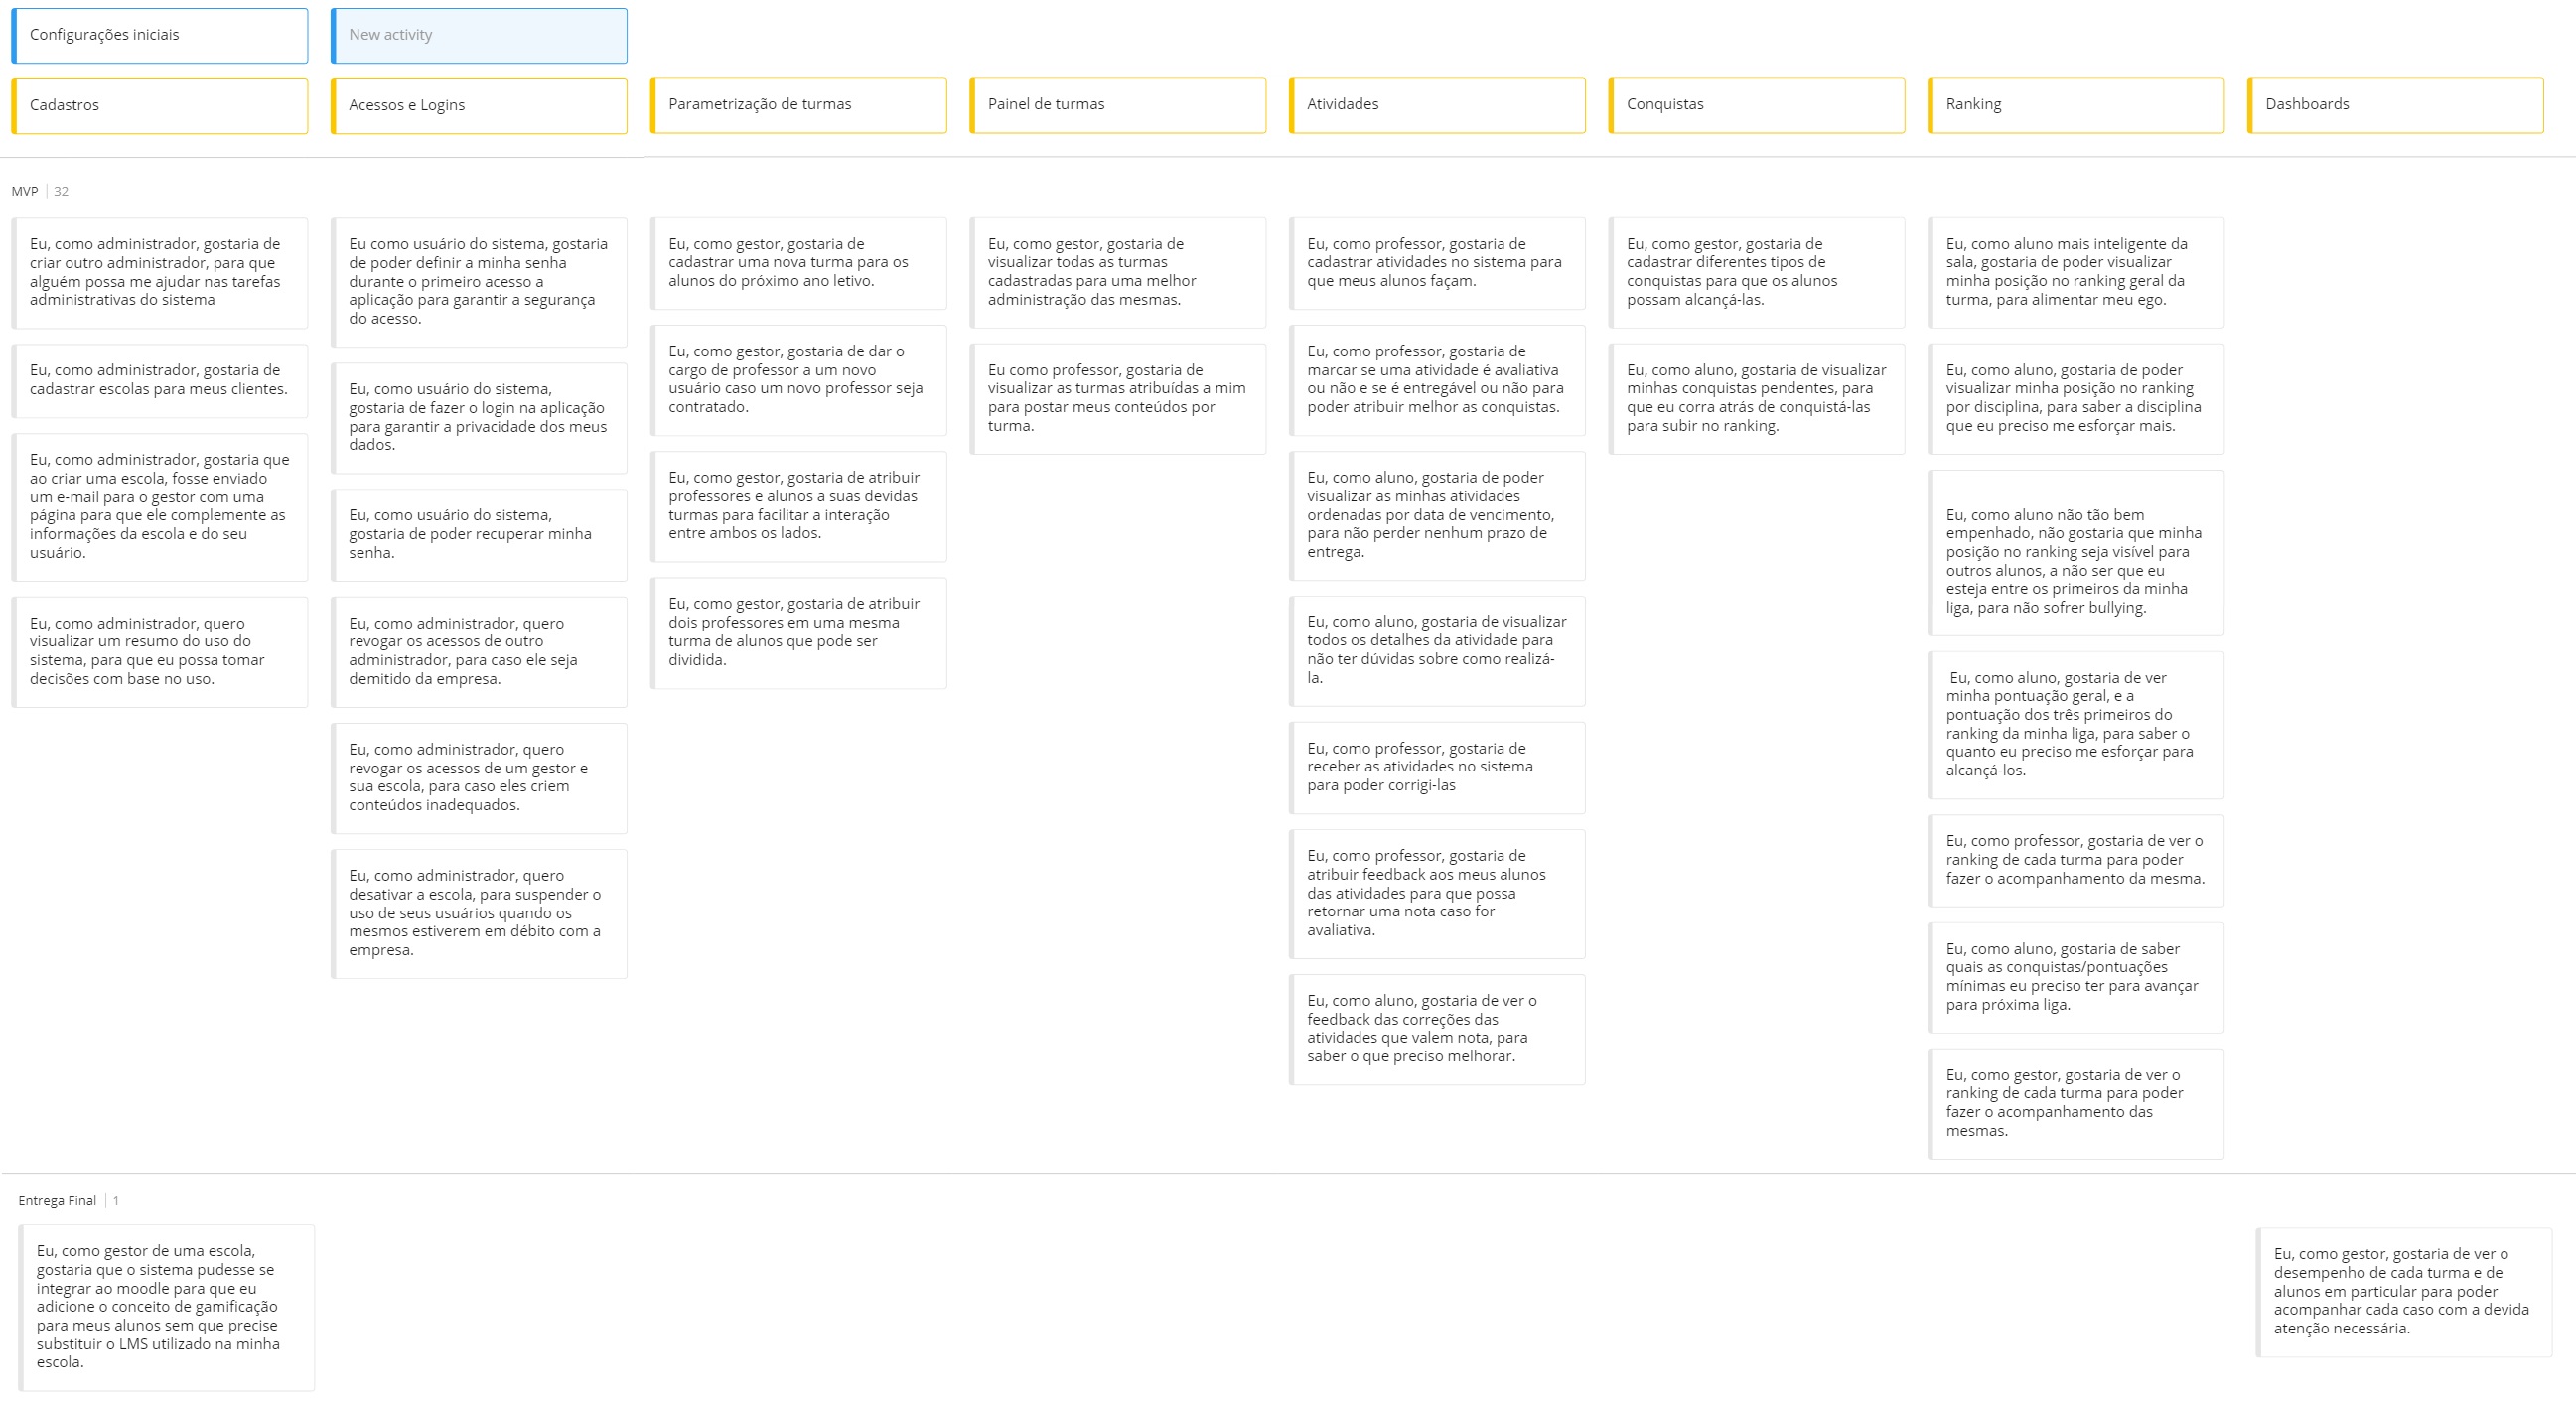 Configurações iniciais
New activity
Cadastros
Acessos e Logins
Parametrização de turmas
Painel de turmas
Atividades
Conquistas
Ranking
Dashboards
MVP | 32
Eu, como administrador, gostaria de
criar outro administrador, para que
alguém possa me ajudar nas tarefas
administrativas do sistema
Eu, como administrador, gostaria de
cadastrar escolas para meus clientes.
Eu, como administrador, gostaria que
ao criar uma escola, fosse enviado
um e-mail para o gestor com uma
página para que ele complemente as
informações da escola e do seu
usuário.
Eu, como administrador, quero
visualizar um resumo do uso do
sistema, para que eu possa tomar
decisões com base no uso.
Eu como usuário do sistema, gostaria
de poder definir a minha senha
durante o primeiro acesso a
aplicação para garantir a segurança
do acesso.
Eu, como usuário do sistema,
gostaria de fazer o login na aplicação
para garantir a privacidade dos meus
dados.
Eu, como usuário do sistema,
gostaria de poder recuperar minha
senha.
Eu, como administrador, quero
revogar os acessos de outro
administrador, para caso ele seja
demitido da empresa.
Eu, como administrador, quero
revogar os acessos de um gestor e
sua escola, para caso eles criem
conteúdos inadequados.
Eu, como administrador, quero
desativar a escola, para suspender o
uso de seus usuários quando os
mesmos estiverem em débito com a
empresa.
Eu, como gestor, gostaria de
cadastrar uma nova turma para os
alunos do próximo ano letivo.
Eu, como gestor, gostaria de dar o
cargo de professor a um novo
usuário caso um novo professor seja
contratado.
Eu, como gestor, gostaria de atribuir
professores e alunos a suas devidas
turmas para facilitar a interação
entre ambos os lados.
Eu, como gestor, gostaria de atribuir
dois professores em uma mesma
turma de alunos que pode ser
dividida.
Eu, como gestor, gostaria de
visualizar todas as turmas
cadastradas para uma melhor
administração das mesmas.
Eu como professor, gostaria de
visualizar as turmas atribuídas a mim
para postar meus conteúdos por
turma.
Eu, como professor, gostaria de
cadastrar atividades no sistema para
que meus alunos façam.
Eu, como professor, gostaria de
marcar se uma atividade é avaliativa
ou não e se é entregável ou não para
poder atribuir melhor as conquistas.
Eu, como aluno, gostaria de poder
visualizar as minhas atividades
ordenadas por data de vencimento,
para não perder nenhum prazo de
entrega.
Eu, como aluno, gostaria de visualizar
todos os detalhes da atividade para
não ter dúvidas sobre como realizá-
la.
Eu, como professor, gostaria de
receber as atividades no sistema
para poder corrigi-las
Eu, como professor, gostaria de
atribuir feedback aos meus alunos
das atividades para que possa
retornar uma nota caso for
avaliativa.
Eu, como aluno, gostaria de ver o
feedback das correções das
atividades que valem nota, para
saber o que preciso melhorar.
Eu, como gestor, gostaria de
cadastrar diferentes tipos de
conquistas para que os alunos
possam alcançá-las.
Eu, como aluno, gostaria de visualizar
minhas conquistas pendentes, para
que eu corra atrás de conquistá-las
para subir no ranking.
Eu, como aluno mais inteligente da
sala, gostaria de poder visualizar
minha posição no ranking geral da
turma, para alimentar meu ego.
Eu, como aluno, gostaria de poder
visualizar minha posição no ranking
por disciplina, para saber a disciplina
que eu preciso me esforçar mais.
Eu, como aluno não tão bem
empenhado, não gostaria que minha
posição no ranking seja visível para
outros alunos, a não ser que eu
esteja entre os primeiros da minha
liga, para não sofrer bullying.
Eu, como aluno, gostaria de ver
minha pontuação geral, e a
pontuação dos três primeiros do
ranking da minha liga, para saber o
quanto eu preciso me esforçar para
alcançá-los.
Eu, como professor, gostaria de ver o
ranking de cada turma para poder
fazer o acompanhamento da mesma.
Eu, como aluno, gostaria de saber
quais as conquistas/pontuações
mínimas eu preciso ter para avançar
para próxima liga.
Eu, como gestor, gostaria de ver o
ranking de cada turma para poder
fazer o acompanhamento das
mesmas.
Entrega Final | 1
Eu, como gestor de uma escola,
gostaria que o sistema pudesse se
integrar ao moodle para que eu
adicione o conceito de gamificação
para meus alunos sem que precise
substituir o LMS utilizado na minha
escola.
Eu, como gestor, gostaria de ver o
desempenho de cada turma e de
alunos em particular para poder
acompanhar cada caso com a devida
atenção necessária.